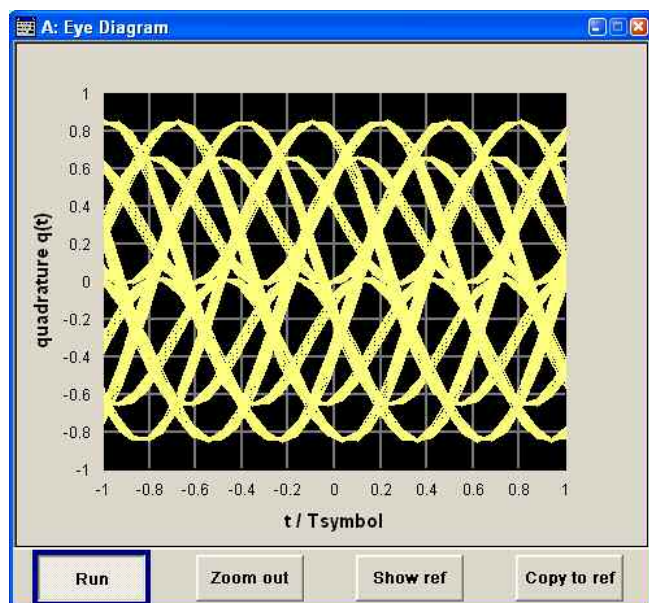 A: Eye Diagram
1
0.8
0.6
0.4
0.2
0
-0.2
-0.4
-0.6
-0.8
-1
quadrature q(t)
-1 -0.8 -0.6 -0.4 -0.2 0 0.2 0.4 0.6 0.8 1
t / Tsymbol
Run Zoom out Show ref Copy to ref